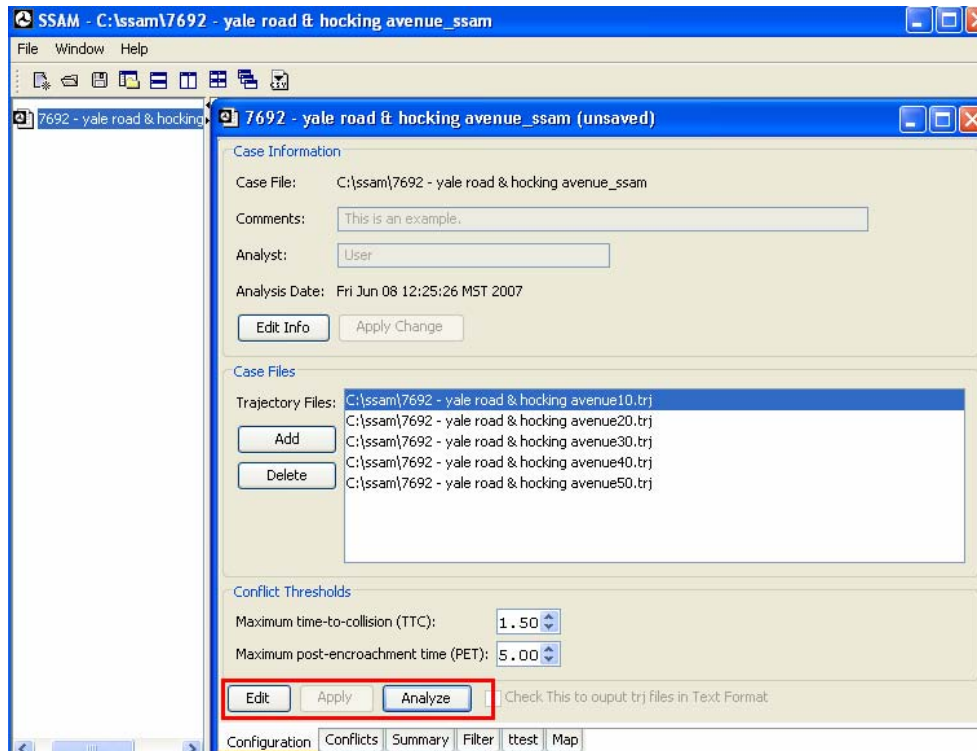 SSAM - C:\ssam\7692 - yale road & hocking avenue_ssam
File Window Help
7692 - yale road & hocking
7692 - yale road & hocking avenue_ssam (unsaved)
Case Information
Case File: C:\ssam\7692 - yale road & hocking avenue_ssam
Comments: This is an example.
Analyst: User
Analysis Date: Fri Jun 08 12:25:26 MST 2007
Edit Info Apply Change
Case Files
Trajectory Files: C:\ssam\7692 - yale road & hocking avenue10.trj
C:\ssam\7692 - yale road & hocking avenue20.trj
Add C:\ssam\7692 - yale road & hocking avenue30.trj
C:\ssam\7692 - yale road & hocking avenue40.trj
Delete C:\ssam\7692 - yale road & hocking avenue50.trj
Conflict Thresholds
Maximum time-to-collision (TTC): 1.50
Maximum post-encroachment time (PET): 5.00
Edit Apply Analyze Check This to ouput trj files in Text Format
Configuration Conflicts Summary Filter ttest Map